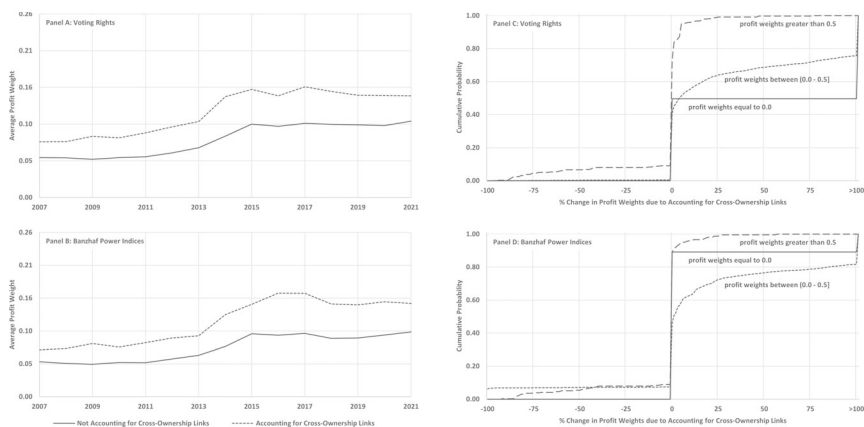 Panel A: Voting Rights
Average Profit Weight
0.26
0.21
0.16
0.10
0.05
0.00
2007 2009 2011 2013 2015 2017 2019 2021
Panel B: Banzhaf Power Indices
Average Profit Weight
0.26
0.21
0.16
0.10
0.05
0.00
2007 2009 2011 2013 2015 2017 2019 2021
Not Accounting for Cross-Ownership Links
Accounting for Cross-Ownership Links
Panel C: Voting Rights
Cumulative Probability
1.00
0.80
0.60
0.40
0.20
0.00
profit weights greater than 0.5
profit weights between (0.0 - 0.5]
profit weights equal to 0.0
-100 -75 -50 -25 0 25 50 75 >100
% Change in Profit Weights due to Accounting for Cross-Ownership Links
Panel D: Banzhaf Power Indices
Cumulative Probability
1.00
0.80
0.60
0.40
0.20
0.00
profit weights greater than 0.5
profit weights equal to 0.0
profit weights between (0.0 - 0.5]
-100 -75 -50 -25 0 25 50 75 >100
% Change in Profit Weights due to Accounting for Cross-Ownership Links